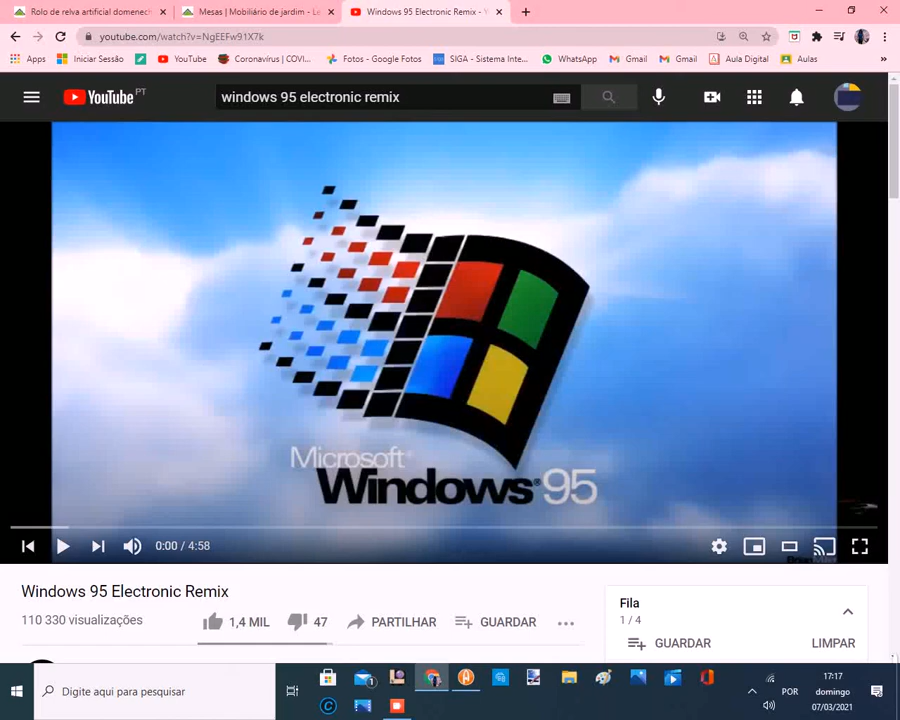 Rolo de relva artificial domenech
Mesas | Mobiliário de jardim - Le
Windows 95 Electronic Remix - Y
youtube.com/watch?v=NgEEFw91X7k
Apps
Iniciar Sessão
YouTube
Coronavírus | COVI...
Fotos - Google Fotos
SIGA - Sistema Inte...
WhatsApp
Gmail
Gmail
Aula Digital
Aulas
YouTube PT
windows 95 electronic remix
Microsoft
Windows 95
0:00 / 4:58
Windows 95 Electronic Remix
110 330 visualizações
1,4 MIL
47
PARTILHAR
GUARDAR
Fila
1 / 4
GUARDAR
LIMPAR
Digite aqui para pesquisar
POR
17:17
domingo
07/03/2021